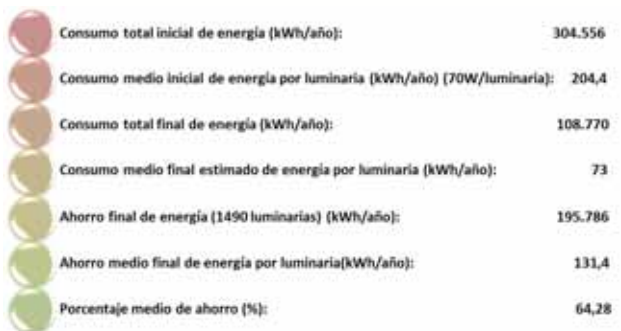 Consumo total inicial de energía (kWh/año): 304.556
Consumo medio inicial de energía por luminaria (kWh/año) (70W/luminaria): 204,4
Consumo total final de energía (kWh/año): 108.770
Consumo medio final estimado de energía por luminaria (kWh/año): 73
Ahorro final de energía (1490 luminarias) (kWh/año): 195.786
Ahorro medio final de energía por luminaria(kWh/año): 131,4
Porcentaje medio de ahorro (%): 64,28